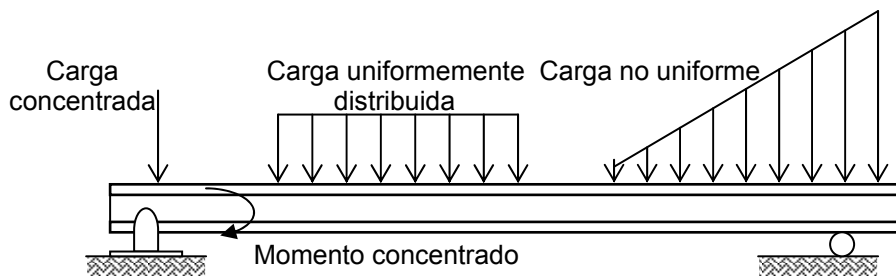 Carga
concentrada
Carga uniformemente
distribuida
Carga no uniforme
Momento concentrado